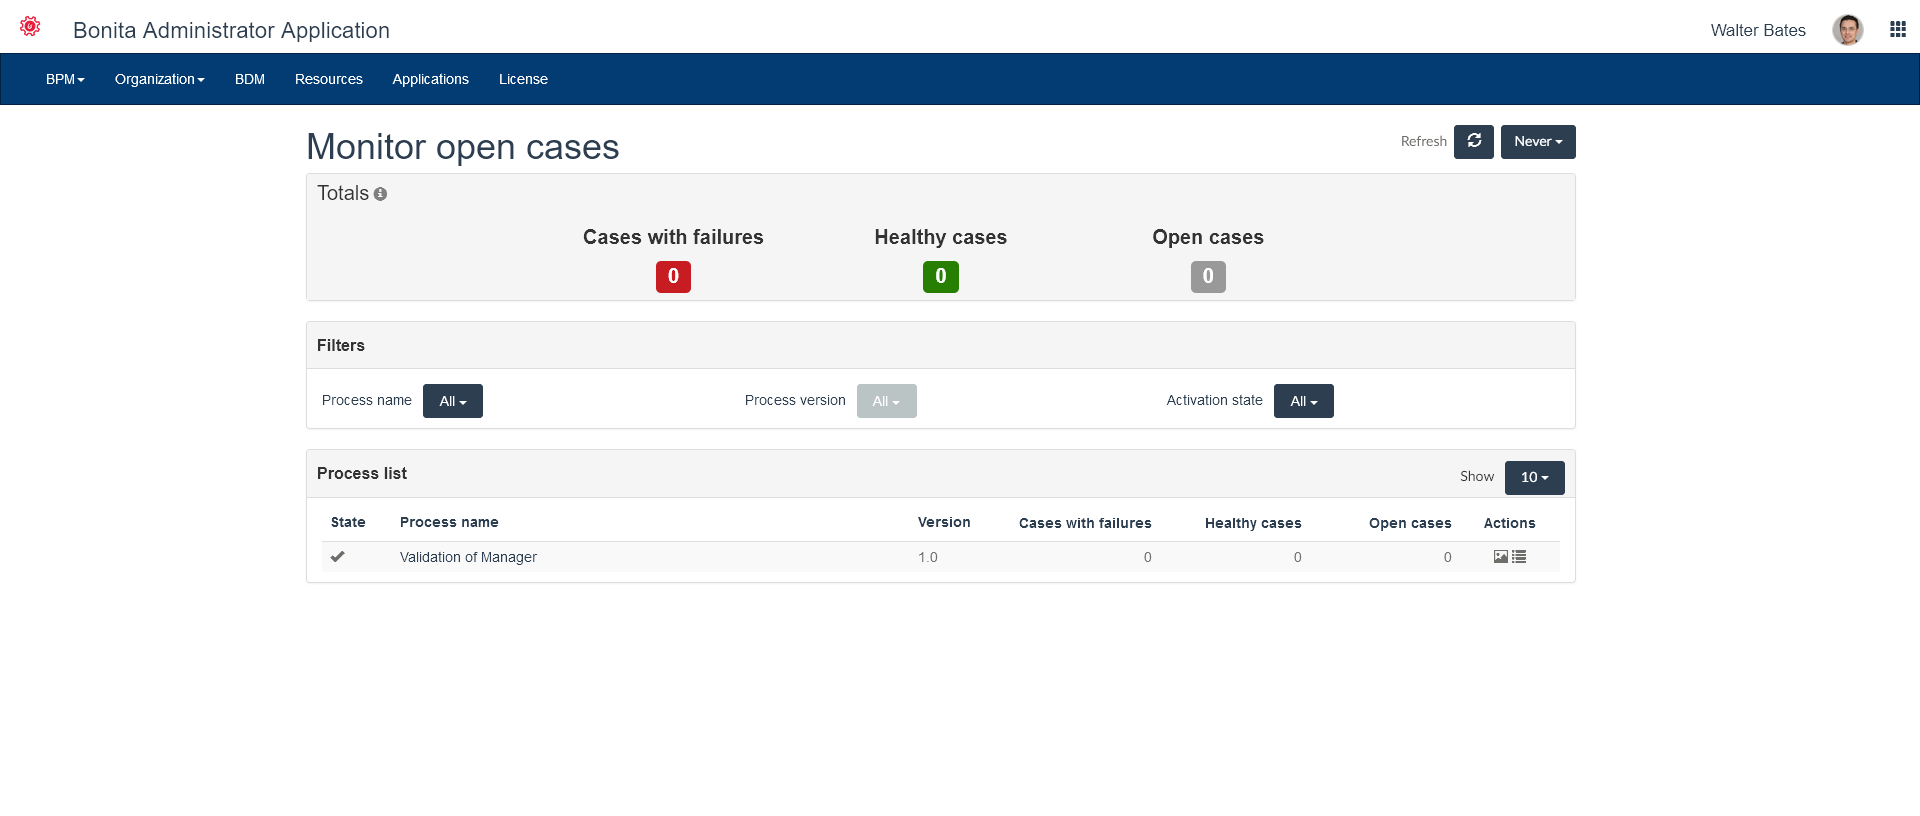 Bonita Administrator Application
Walter Bates
BPM
Organization
BDM
Resources
Applications
License
Monitor open cases
Refresh
Never
Totals
Cases with failures
Healthy cases
Open cases
0
0
0
Filters
Process name
All
Process version
All
Activation state
All
Process list
Show
10
State
Process name
Version
Cases with failures
Healthy cases
Open cases
Actions
Validation of Manager
1.0
0
0
0